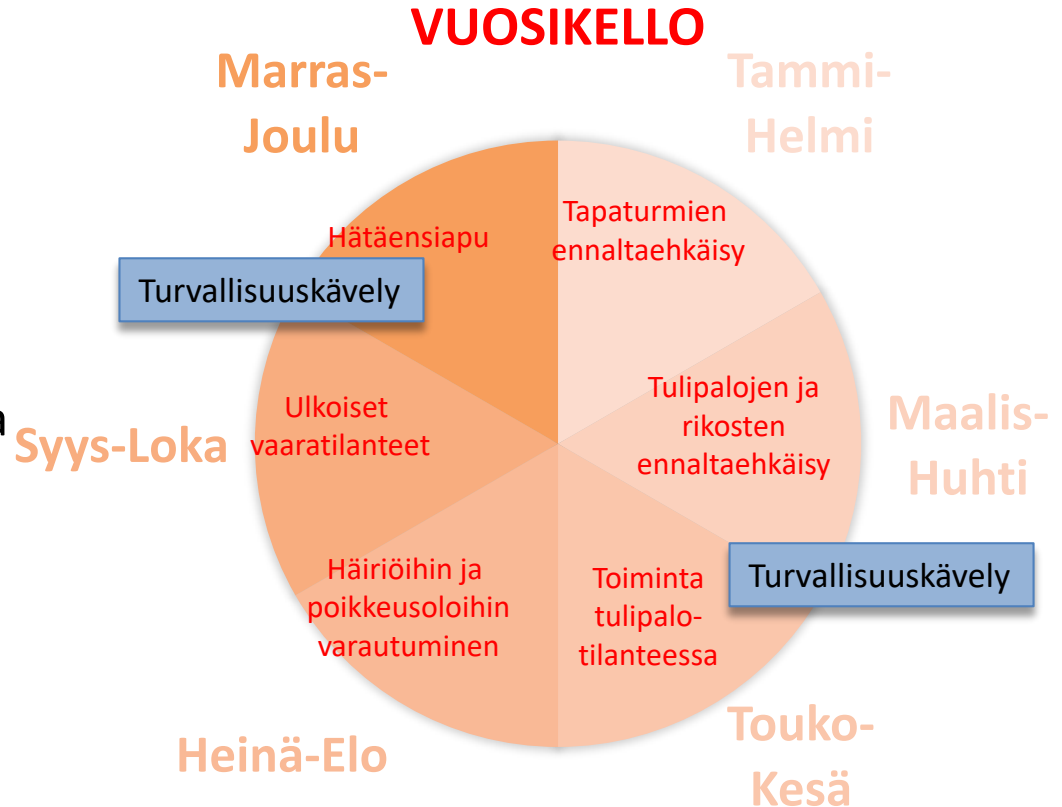 VUOSIKELLO
Tammi-
Helmi
Tapaturmien
ennaltaehkäisy
Maalis-
Huhti
Tulipalojen ja
rikosten
ennaltaehkäisy
Turvallisuuskävely
Touko-
Kesä
Toiminta
tulipalo-
tilanteessa
Heinä-Elo
Häiriöihin ja
poikkeusoloihin
varautuminen
Syys-Loka
Ulkoiset
vaaratilanteet
Turvallisuuskävely
Marras-
Joulu
Hätäensiapu